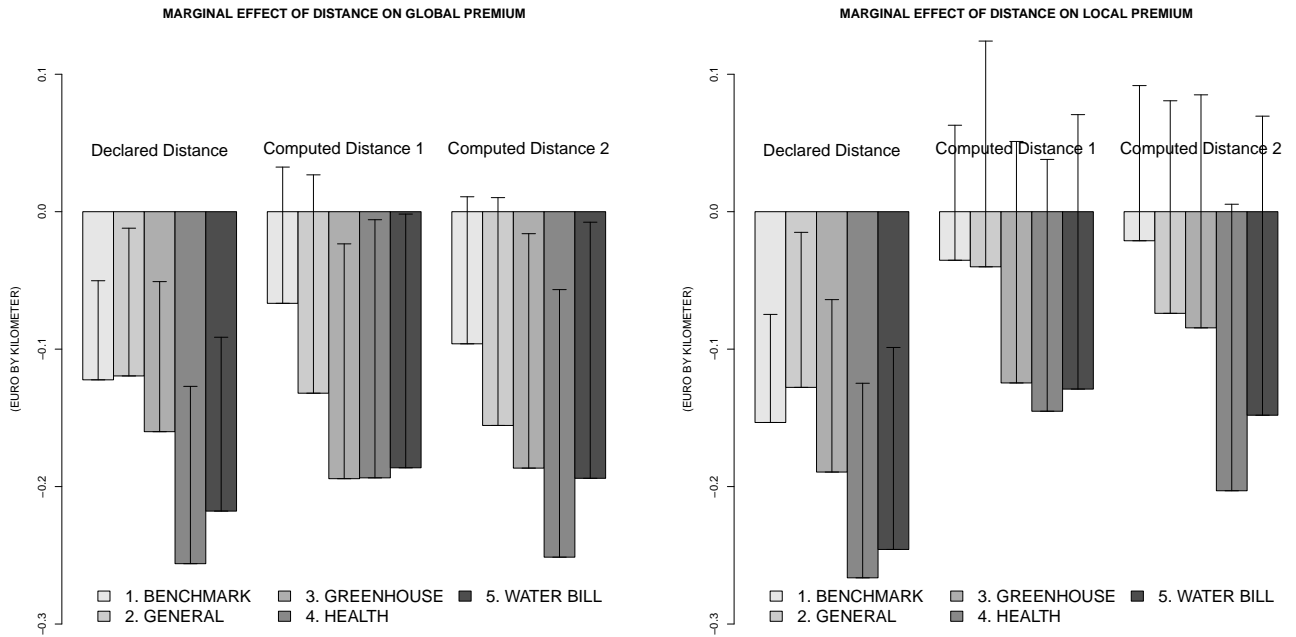 MARGINAL EFFECT OF DISTANCE ON GLOBAL PREMIUM
(EURO BY KILOMETER)
0.1
0.0
−0.1
−0.2
−0.3
Declared Distance
Computed Distance 1
Computed Distance 2
1. BENCHMARK
2. GENERAL
3. GREENHOUSE
4. HEALTH
5. WATER BILL
MARGINAL EFFECT OF DISTANCE ON LOCAL PREMIUM
(EURO BY KILOMETER)
0.1
0.0
−0.1
−0.2
−0.3
Declared Distance
Computed Distance 1
Computed Distance 2
1. BENCHMARK
2. GENERAL
3. GREENHOUSE
4. HEALTH
5. WATER BILL